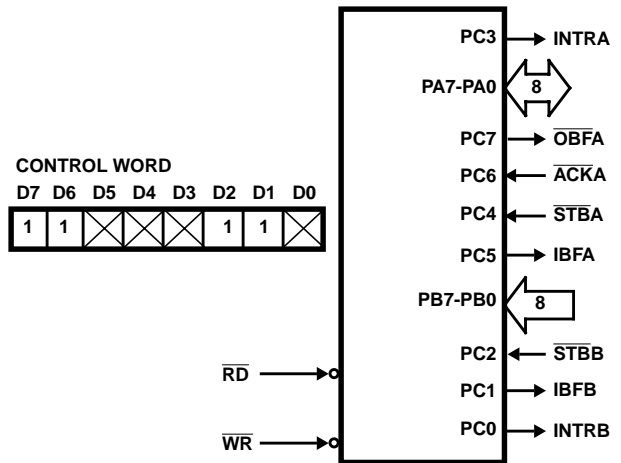 PC3 INTRA
PA7-PA0 8
PC7 OBFA
CONTROL WORD
PC6 ACKA
D7 D6 D5 D4 D3 D2 D1 D0
PC4 STBA
1 1 1 1
PC5 IBFA
PB7-PB0 8
PC2 STBB
RD
PC1 IBFB
PC0 INTRB
WR